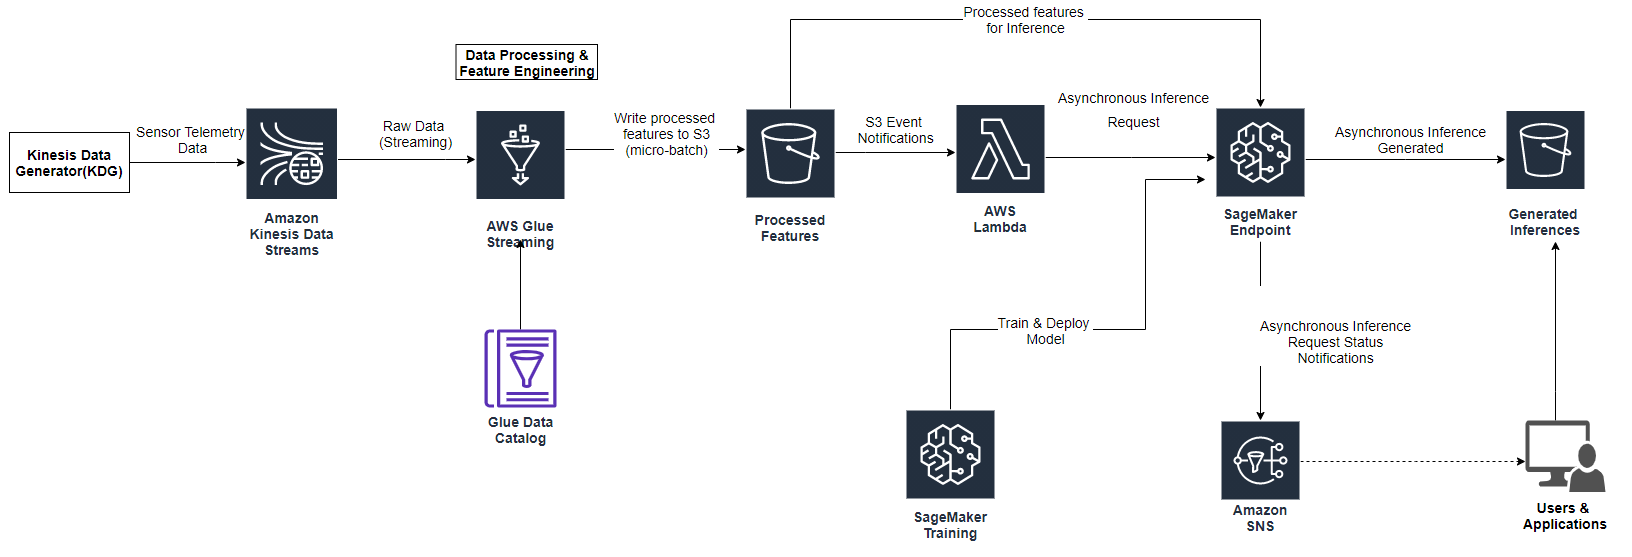 Processed features
for Inference
Data Processing &
Feature Engineering
Kinesis Data
Generator(KDG)
Sensor Telemetry
Data
Amazon
Kinesis Data
Streams
Raw Data
(Streaming)
AWS Glue
Streaming
Write processed
features to S3
(micro-batch)
Processed
Features
S3 Event
Notifications
AWS
Lambda
Asynchronous Inference
Request
SageMaker
Endpoint
Asynchronous Inference
Generated
Generated
Inferences
Glue Data
Catalog
Train & Deploy
Model
Asynchronous Inference
Request Status
Notifications
SageMaker
Training
Amazon
SNS
Users &
Applications